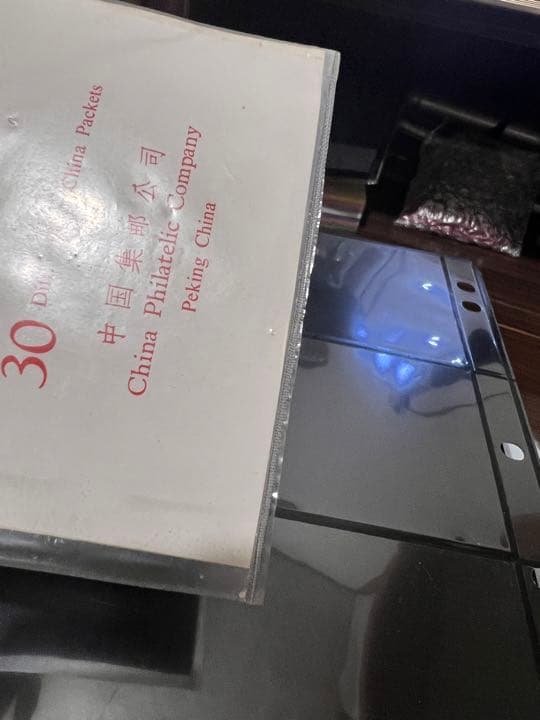 30 China Packets
中国集邮公司
China Philatelic Company
Peking China